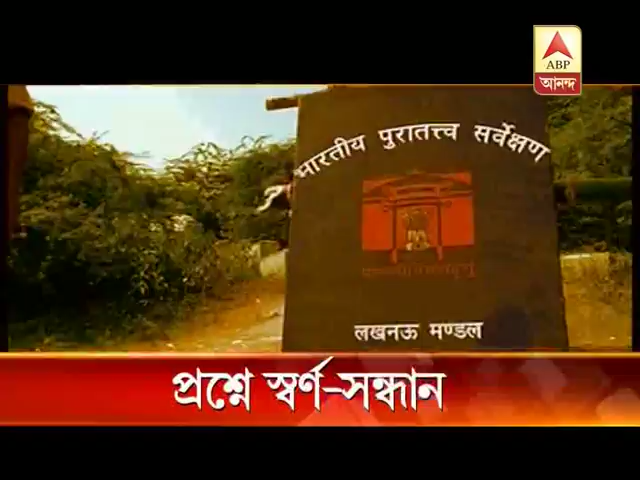 ABP
আনন্দ
भारतीय पुरातत्त्व सर्वेक्षण
लखनऊ मण्डल
প্রশ্নে স্বর্ণ-সন্ধান